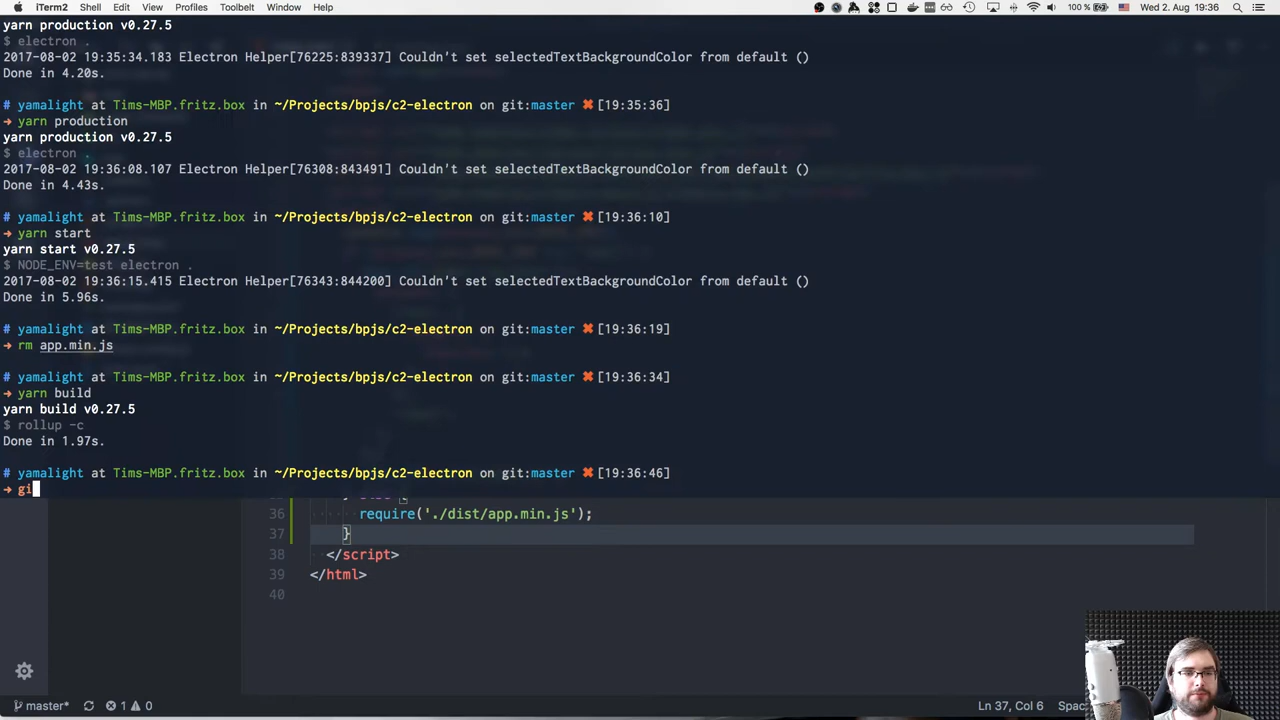 iTerm2 Shell Edit View Profiles Toolbelt Window Help 100 % Wed 2. Aug 19:36
yarn production v0.27.5
$ electron .
2017-08-02 19:35:34.183 Electron Helper[76225:839337] Couldn't set selectedTextBackgroundColor from default ()
Done in 4.20s.
# yamalight at Tims-MBP.fritz.box in ~/Projects/bpjs/c2-electron on git:master ✖ [19:35:36]
➜ yarn production
yarn production v0.27.5
$ electron .
2017-08-02 19:36:08.107 Electron Helper[76308:843491] Couldn't set selectedTextBackgroundColor from default ()
Done in 4.43s.
# yamalight at Tims-MBP.fritz.box in ~/Projects/bpjs/c2-electron on git:master ✖ [19:36:10]
➜ yarn start
yarn start v0.27.5
$ NODE_ENV=test electron .
2017-08-02 19:36:15.415 Electron Helper[76343:844200] Couldn't set selectedTextBackgroundColor from default ()
Done in 5.96s.
# yamalight at Tims-MBP.fritz.box in ~/Projects/bpjs/c2-electron on git:master ✖ [19:36:19]
➜ rm app.min.js
# yamalight at Tims-MBP.fritz.box in ~/Projects/bpjs/c2-electron on git:master ✖ [19:36:34]
➜ yarn build
yarn build v0.27.5
$ rollup -c
Done in 1.97s.
# yamalight at Tims-MBP.fritz.box in ~/Projects/bpjs/c2-electron on git:master ✖ [19:36:46]
➜ gi
36 require('./dist/app.min.js');
37 }
38 </script>
39 </html>
40
master* 1 0 Ln 37, Col 6